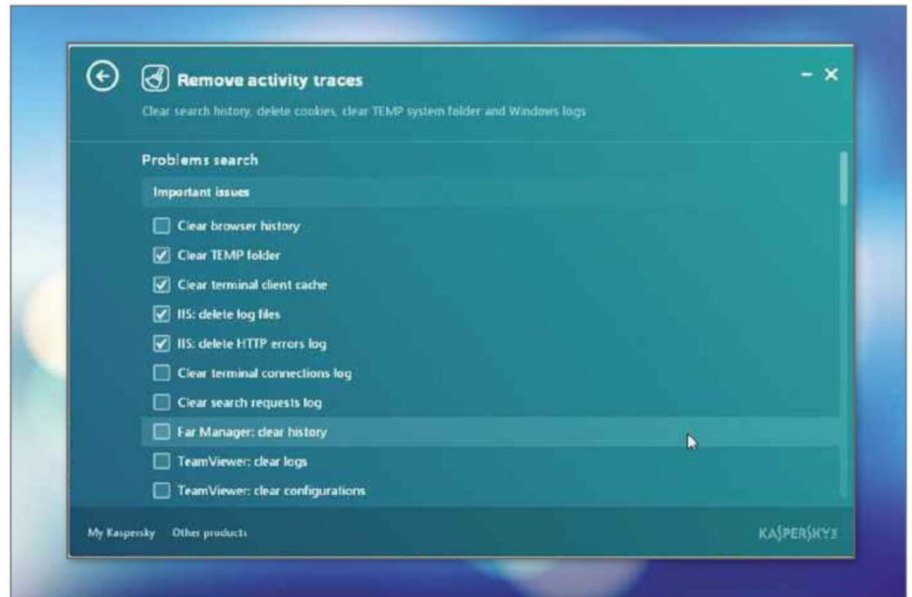 Remove activity traces
Clear search history, delete cookies, clear TEMP system folder and Windows logs
Problems search
Important issues
Clear browser history
Clear TEMP folder
Clear terminal client cache
IIS: delete log files
IIS: delete HTTP errors log
Clear terminal connections log
Clear search requests log
Far Manager: clear history
TeamViewer: clear logs
TeamViewer: clear configurations
My Kaspersky Other products
KASPERSKY